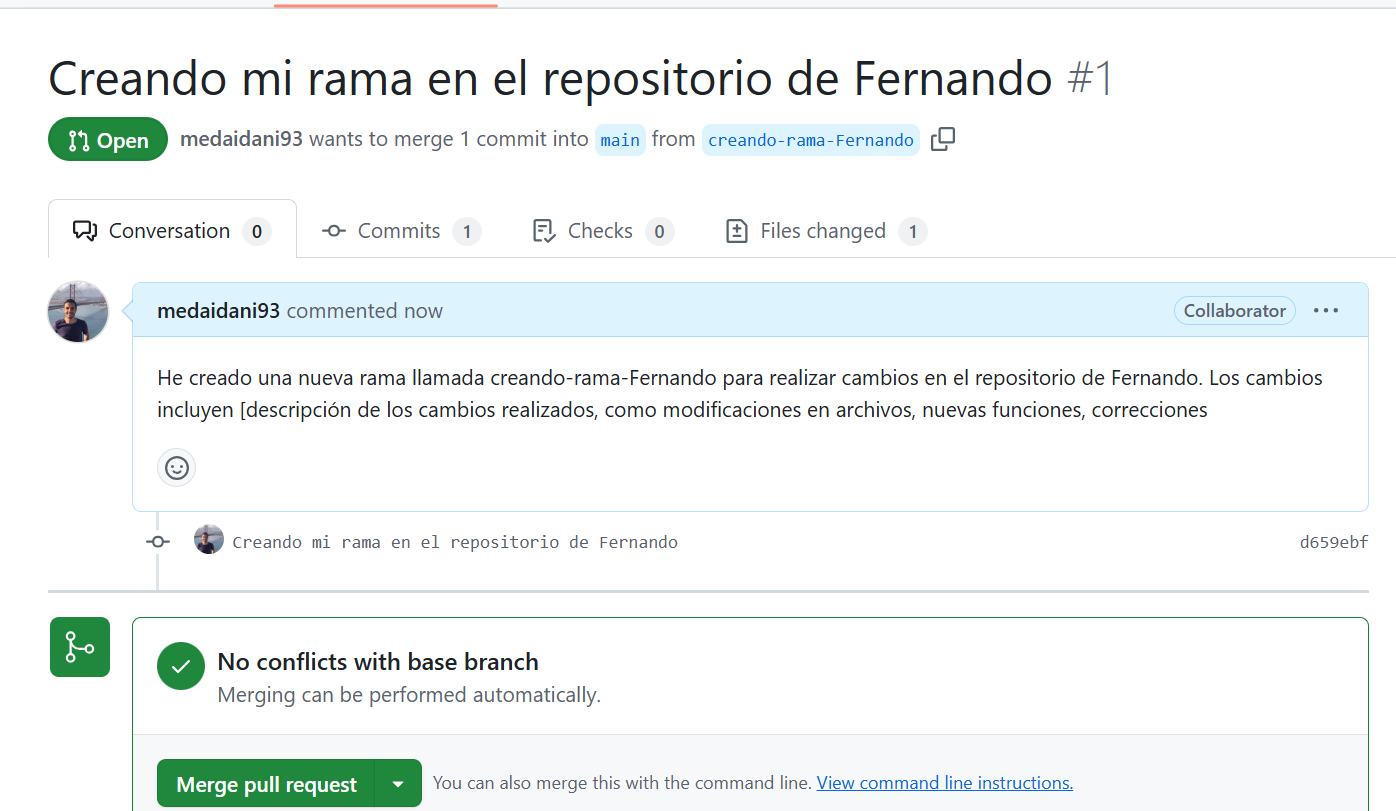 Creando mi rama en el repositorio de Fernando #1
Open medaidani93 wants to merge 1 commit into main from creando-rama-Fernando
Conversation 0 Commits 1 Checks 0 Files changed 1
medaidani93 commented now Collaborator
He creado una nueva rama llamada creando-rama-Fernando para realizar cambios en el repositorio de Fernando. Los cambios
incluyen [descripción de los cambios realizados, como modificaciones en archivos, nuevas funciones, correcciones
Creando mi rama en el repositorio de Fernando d659ebf
No conflicts with base branch
Merging can be performed automatically.
Merge pull request You can also merge this with the command line. View command line instructions.